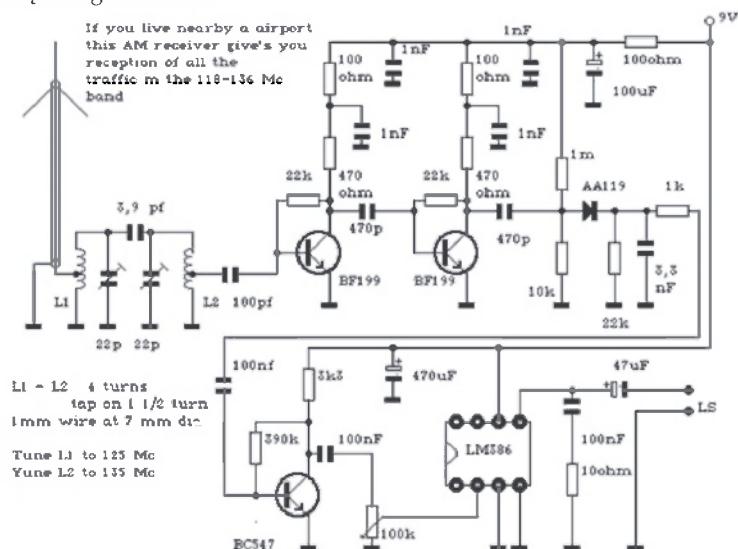 If you live nearby a airport
this AM receiver give's you
reception of all the
traffic m the 118-136 Mc
band
9V
100 ohm
1nF
1nF
100 ohm
100ohm
100uF
1nF
1nF
22k
470 ohm
22k
470 ohm
1m
AA119
1k
3,9 pf
470p
470p
BF199
BF199
L1
L2
100pf
10k
3,3 nF
22k
22p
22p
100nf
3k3
470uF
47uF
LS
L1 - L2 4 turns
tap on 1 1/2 turn
1mm wire at 7 mm dia
Tune L1 to 125 Mc
Yune L2 to 135 Mc
390k
100nF
LM386
100nF
10ohm
100k
BC547